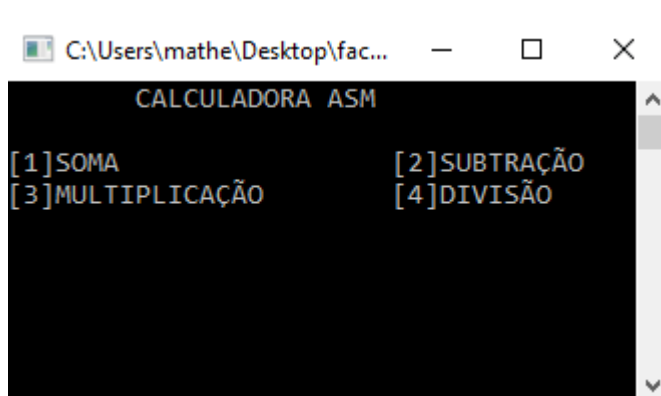 C:\Users\mathe\Desktop\fac...
CALCULADORA ASM
[1]SOMA [2]SUBTRAÇÃO
[3]MULTIPLICAÇÃO [4]DIVISÃO